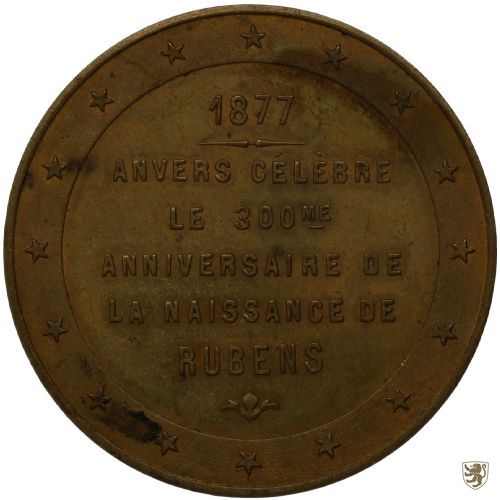 1877
ANVERS CÉLÈBRE
LE 300ME
ANNIVERSAIRE DE
LA NAISSANCE DE
RUBENS